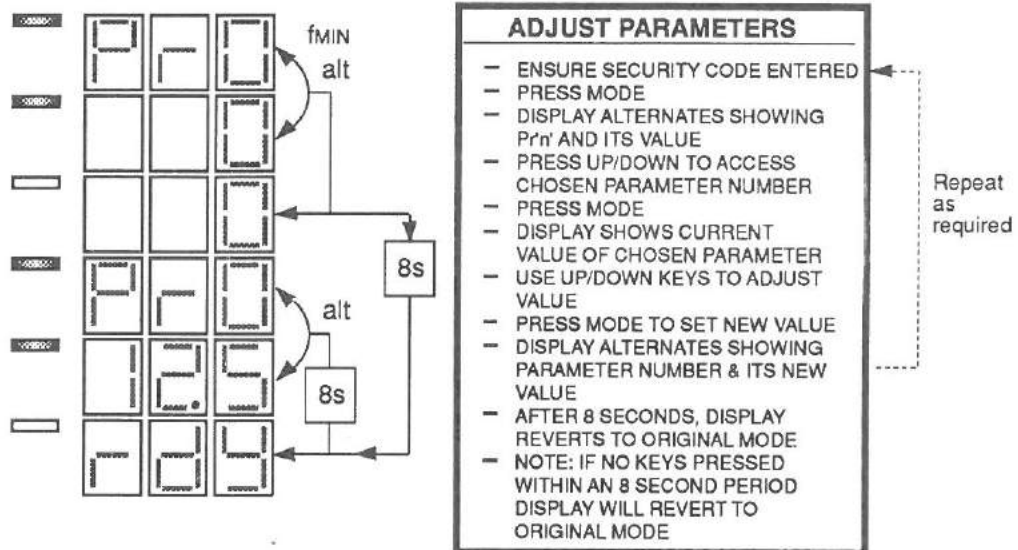 Pr0
fMIN
alt
0
0
8s
Pr0
alt
15.5
8s
rdy
ADJUST PARAMETERS
– ENSURE SECURITY CODE ENTERED
– PRESS MODE
– DISPLAY ALTERNATES SHOWING
Pr'n' AND ITS VALUE
– PRESS UP/DOWN TO ACCESS
CHOSEN PARAMETER NUMBER
– PRESS MODE
– DISPLAY SHOWS CURRENT
VALUE OF CHOSEN PARAMETER
– USE UP/DOWN KEYS TO ADJUST
VALUE
– PRESS MODE TO SET NEW VALUE
– DISPLAY ALTERNATES SHOWING
PARAMETER NUMBER & ITS NEW
VALUE
– AFTER 8 SECONDS, DISPLAY
REVERTS TO ORIGINAL MODE
– NOTE: IF NO KEYS PRESSED
WITHIN AN 8 SECOND PERIOD
DISPLAY WILL REVERT TO
ORIGINAL MODE
Repeat
as
required